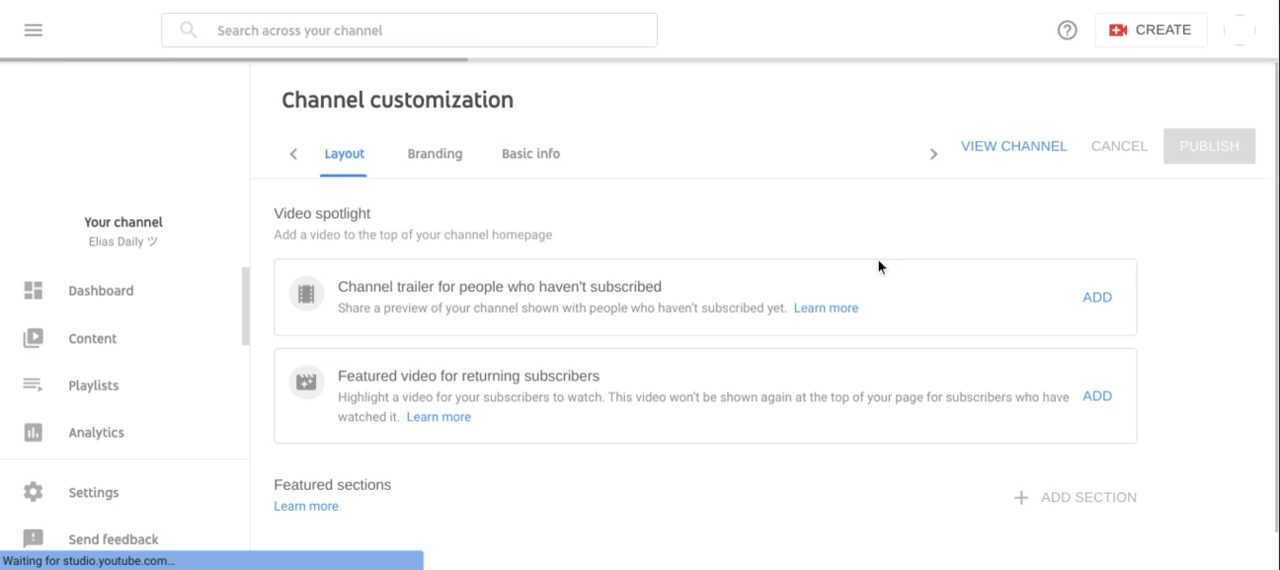 Search across your channel
CREATE
Channel customization
Layout
Branding
Basic info
VIEW CHANNEL
CANCEL
PUBLISH
Your channel
Elias Daily ツ
Dashboard
Content
Playlists
Analytics
Settings
Send feedback
Video spotlight
Add a video to the top of your channel homepage
Channel trailer for people who haven't subscribed
Share a preview of your channel shown with people who haven't subscribed yet. Learn more
ADD
Featured video for returning subscribers
Highlight a video for your subscribers to watch. This video won't be shown again at the top of your page for subscribers who have
watched it. Learn more
ADD
Featured sections
Learn more
ADD SECTION
Waiting for studio.youtube.com...